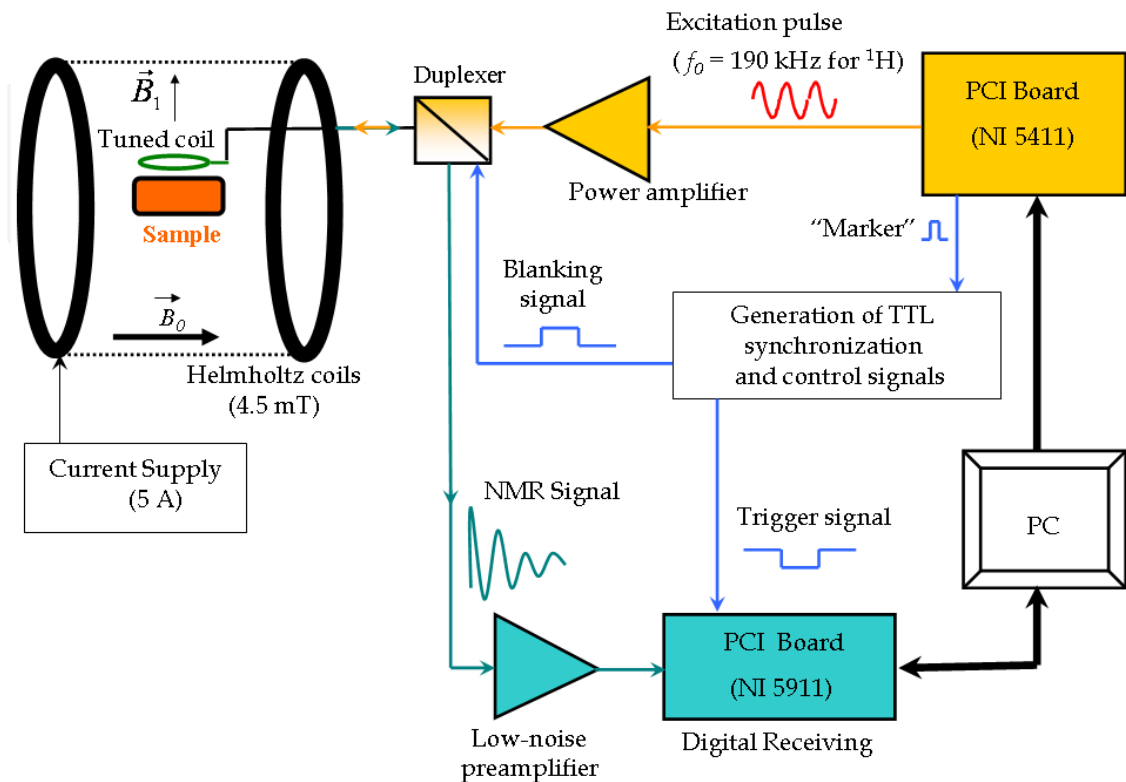 Excitation pulse
( f0 = 190 kHz for 1H)
PCI Board
(NI 5411)
Duplexer
B1
Tuned coil
Sample
Power amplifier
“Marker”
Blanking
signal
Generation of TTL
synchronization
and control signals
B0
Helmholtz coils
(4.5 mT)
Current Supply
(5 A)
NMR Signal
Trigger signal
PC
PCI Board
(NI 5911)
Low-noise
preamplifier
Digital Receiving